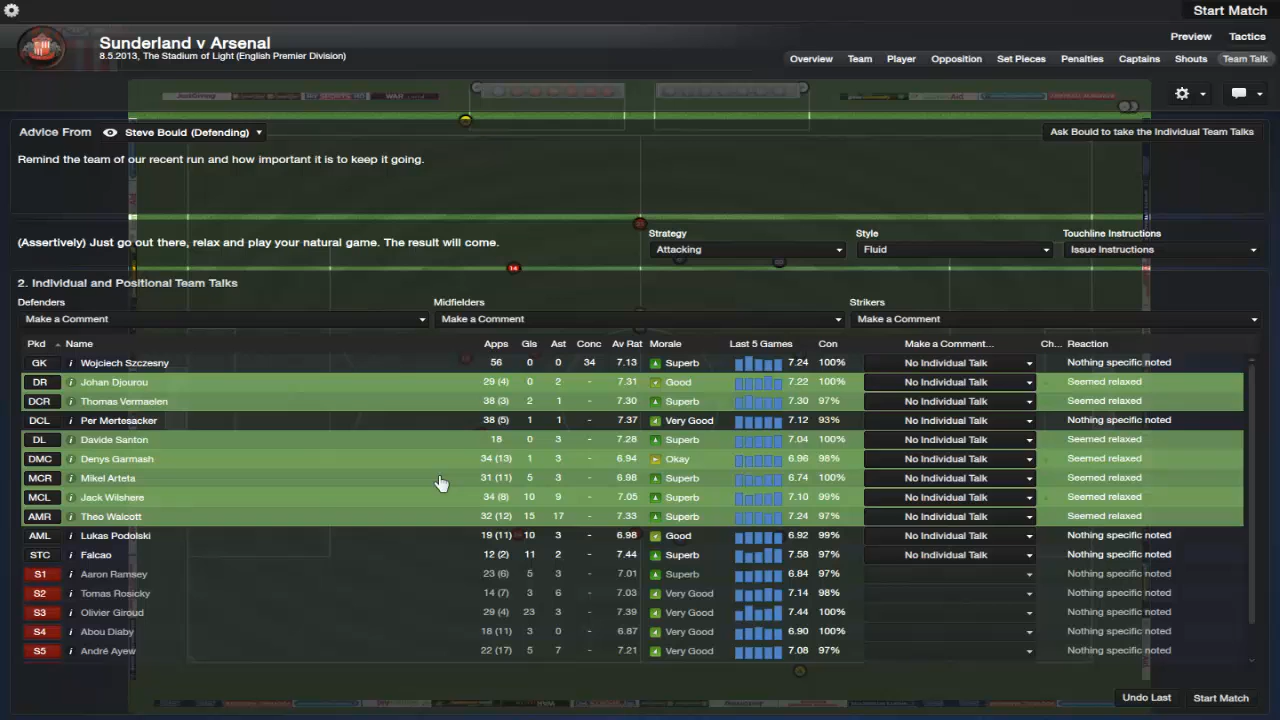 Start Match
Sunderland v Arsenal
8.5.2013, The Stadium of Light (English Premier Division)
Preview Tactics
Overview Team Player Opposition Set Pieces Penalties Captains Shouts Team Talk
Advice From Steve Bould (Defending) Ask Bould to take the Individual Team Talks
Remind the team of our recent run and how important it is to keep it going.
(Assertively) Just go out there, relax and play your natural game. The result will come.
Strategy Style Touchline Instructions
Attacking Fluid Issue Instructions
2. Individual and Positional Team Talks
Defenders Midfielders Strikers
Make a Comment Make a Comment Make a Comment
Pkd Name Apps Gls Ast Conc Av Rat Morale Last 5 Games Con Make a Comment... Ch... Reaction
GK i Wojciech Szczesny 56 0 0 34 7.13 Superb 7.24 100% No Individual Talk Nothing specific noted
DR i Johan Djourou 29 (4) 0 2 - 7.31 Good 7.22 100% No Individual Talk Seemed relaxed
DCR i Thomas Vermaelen 38 (3) 2 1 - 7.30 Superb 7.30 97% No Individual Talk Seemed relaxed
DCL i Per Mertesacker 38 (5) 1 1 - 7.37 Very Good 7.12 93% No Individual Talk Nothing specific noted
DL i Davide Santon 18 0 3 - 7.28 Superb 7.04 100% No Individual Talk Seemed relaxed
DMC i Denys Garmash 34 (13) 1 3 - 6.94 Okay 6.96 98% No Individual Talk Seemed relaxed
MCR i Mikel Arteta 31 (11) 5 3 - 6.98 Superb 6.74 100% No Individual Talk Seemed relaxed
MCL i Jack Wilshere 34 (8) 10 9 - 7.05 Superb 7.10 99% No Individual Talk Seemed relaxed
AMR i Theo Walcott 32 (12) 15 17 - 7.33 Superb 7.24 97% No Individual Talk Seemed relaxed
AML i Lukas Podolski 19 (11) 10 3 - 6.98 Good 6.92 99% No Individual Talk Nothing specific noted
STC i Falcao 12 (2) 11 2 - 7.44 Superb 7.58 97% No Individual Talk Nothing specific noted
S1 i Aaron Ramsey 23 (6) 5 3 - 7.01 Superb 6.84 97% Nothing specific noted
S2 i Tomas Rosicky 14 (7) 3 6 - 7.03 Very Good 7.14 98% Nothing specific noted
S3 i Olivier Giroud 29 (4) 23 3 - 7.39 Very Good 7.44 100% Nothing specific noted
S4 i Abou Diaby 18 (11) 3 0 - 6.87 Very Good 6.90 100% Nothing specific noted
S5 i André Ayew 22 (17) 5 7 - 7.21 Very Good 7.08 97% Nothing specific noted
Undo Last Start Match